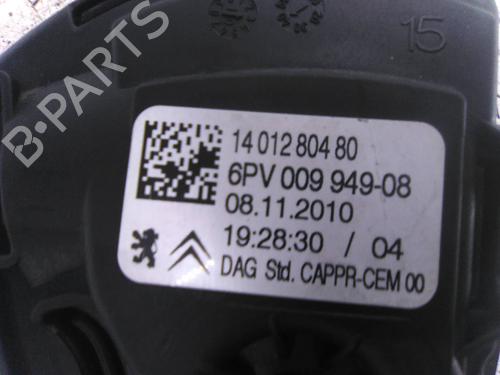 15
14 012 804 80
6PV 009 949-08
08.11.2010
19:28:30 / 04
DAG Std. CAPPR-CEM 00
B-PARTS